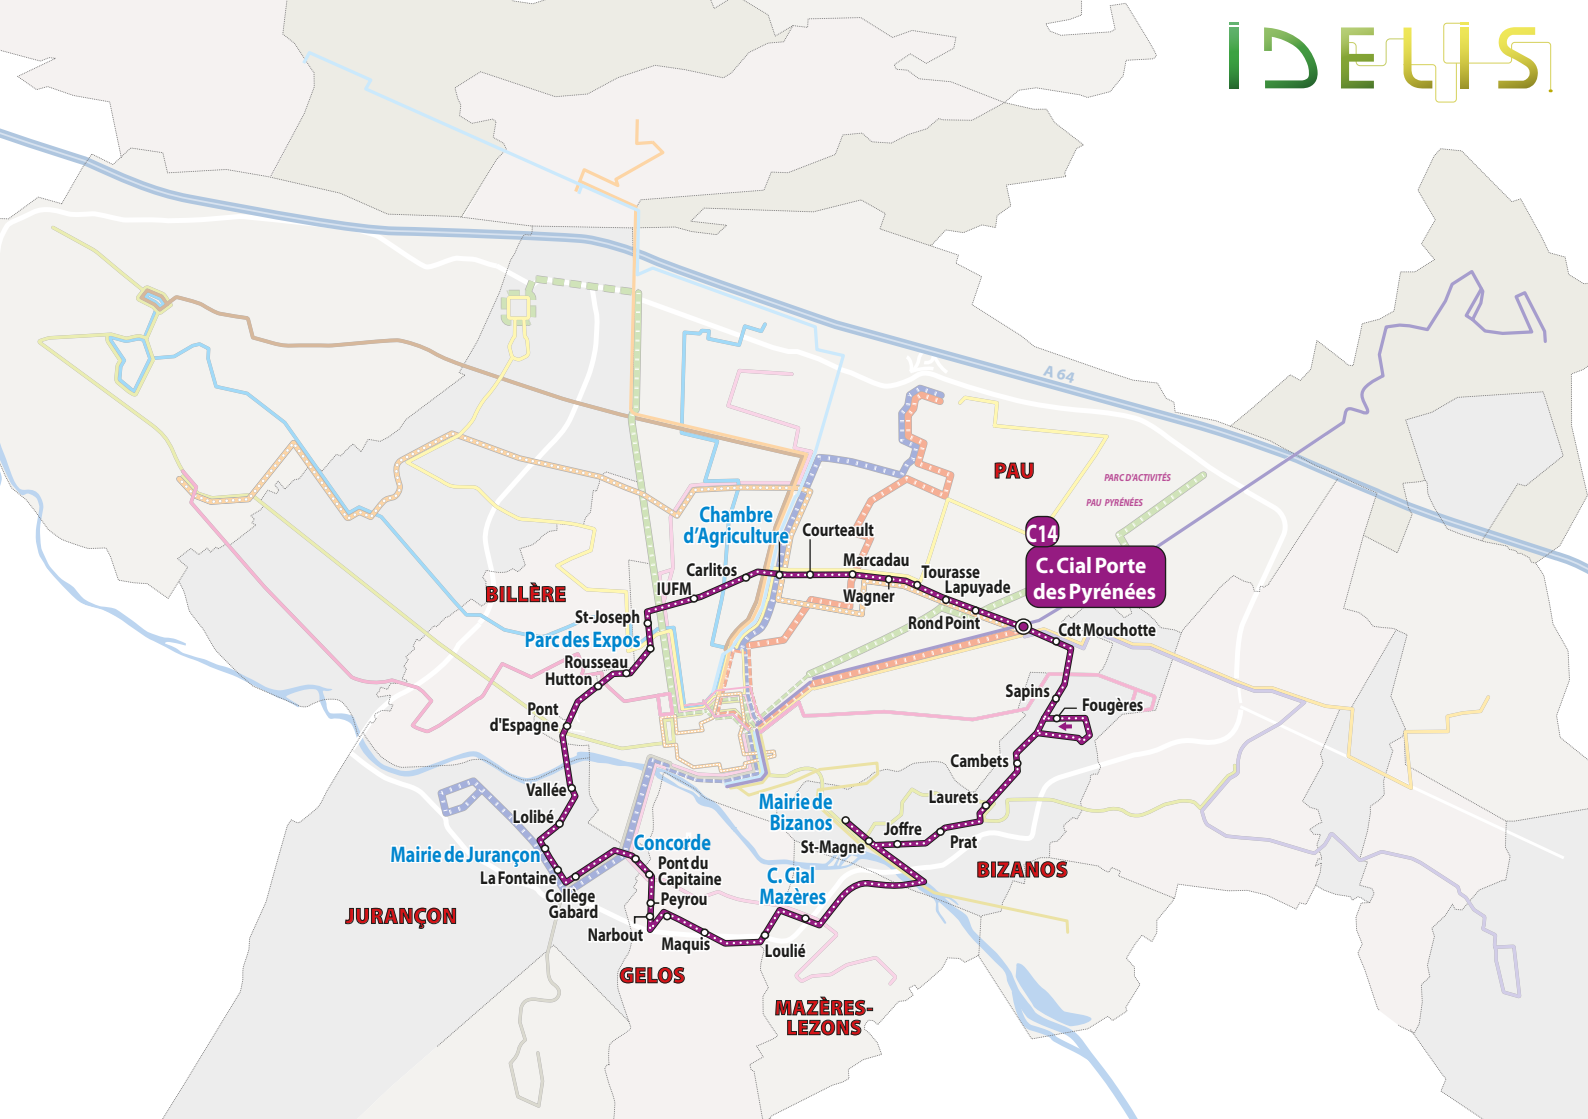 IDELIS
A 64
PAU
PARC D'ACTIVITÉS
PAU PYRÉNÉES
Chambre
d'Agriculture
Courteault
C14
C. Cial Porte
des Pyrénées
Carlitos
Marcadau
Tourasse
IUFM
Wagner
Lapuyade
BILLÈRE
St-Joseph
Rond Point
Cdt Mouchotte
Parc des Expos
Rousseau
Hutton
Sapins
Fougères
Pont
d'Espagne
Cambets
Vallée
Laurets
Mairie de
Bizanos
Lolibé
Joffre
Concorde
St-Magne
Prat
Mairie de Jurançon
Pont du
Capitaine
La Fontaine
C. Cial
Mazères
BIZANOS
Collège
Gabard
Peyrou
JURANÇON
Narbout
Maquis
Loulié
GELOS
MAZÈRES-
LEZONS